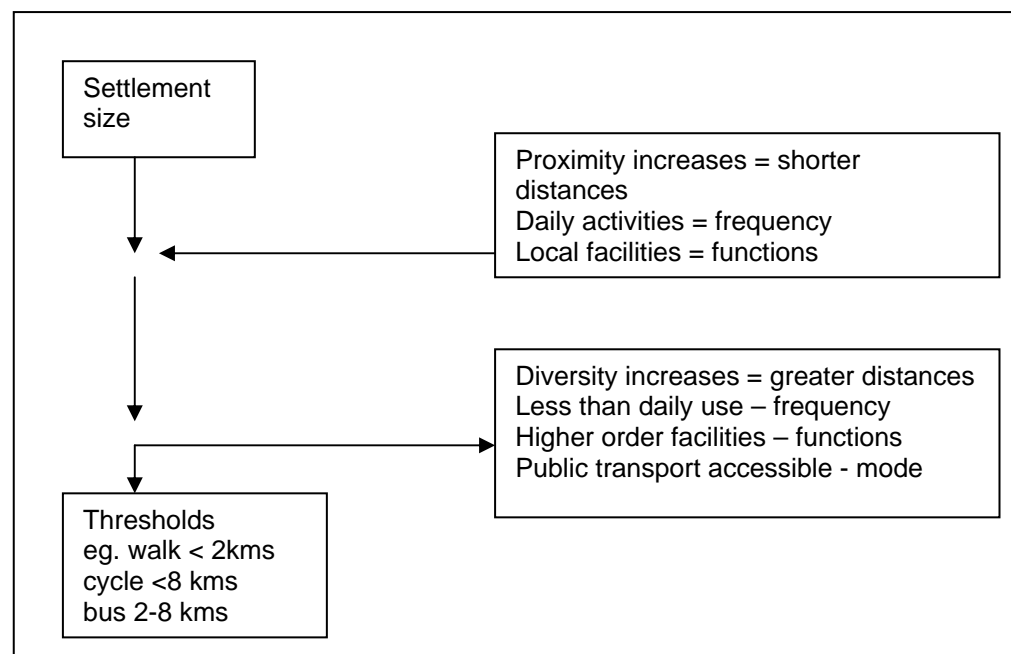 Settlement
size
Proximity increases = shorter
distances
Daily activities = frequency
Local facilities = functions
Diversity increases = greater distances
Less than daily use – frequency
Higher order facilities – functions
Public transport accessible - mode
Thresholds
eg. walk < 2kms
cycle <8 kms
bus 2-8 kms